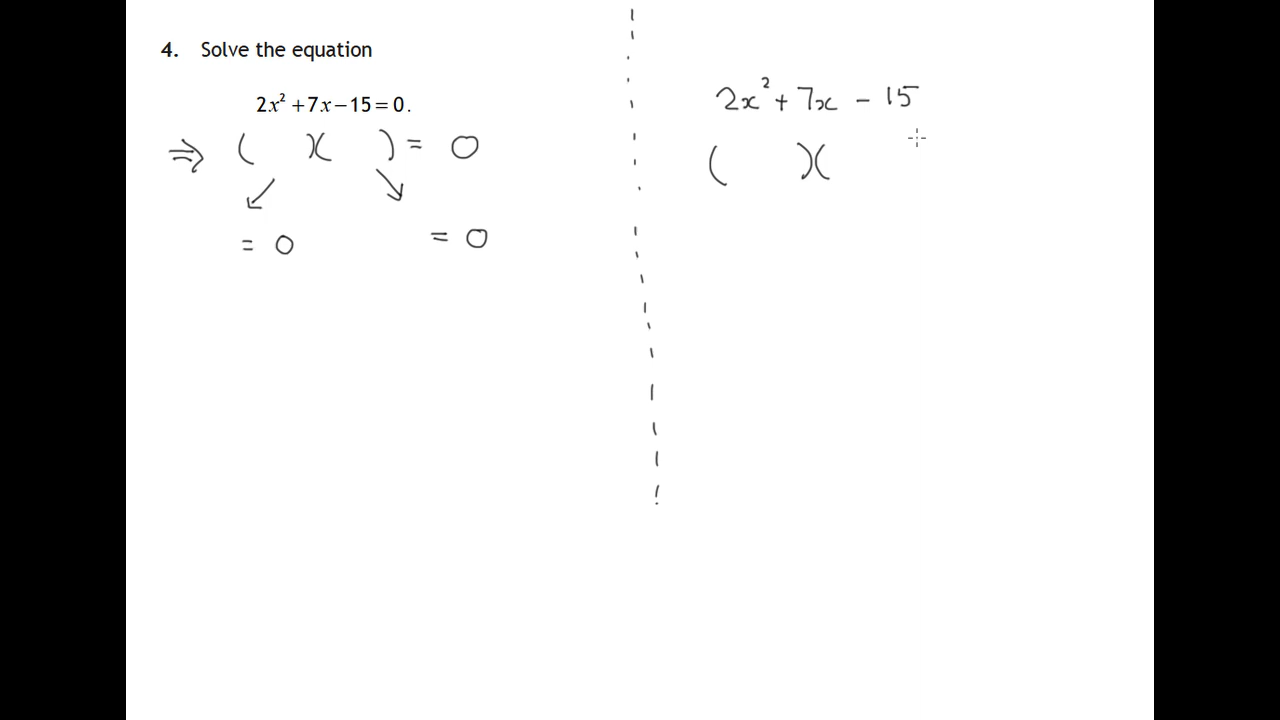 4. Solve the equation
2x² + 7x − 15 = 0.
⇒ ( )( ) = 0
↙ ↘
= 0 = 0
2x² + 7x − 15
( )(